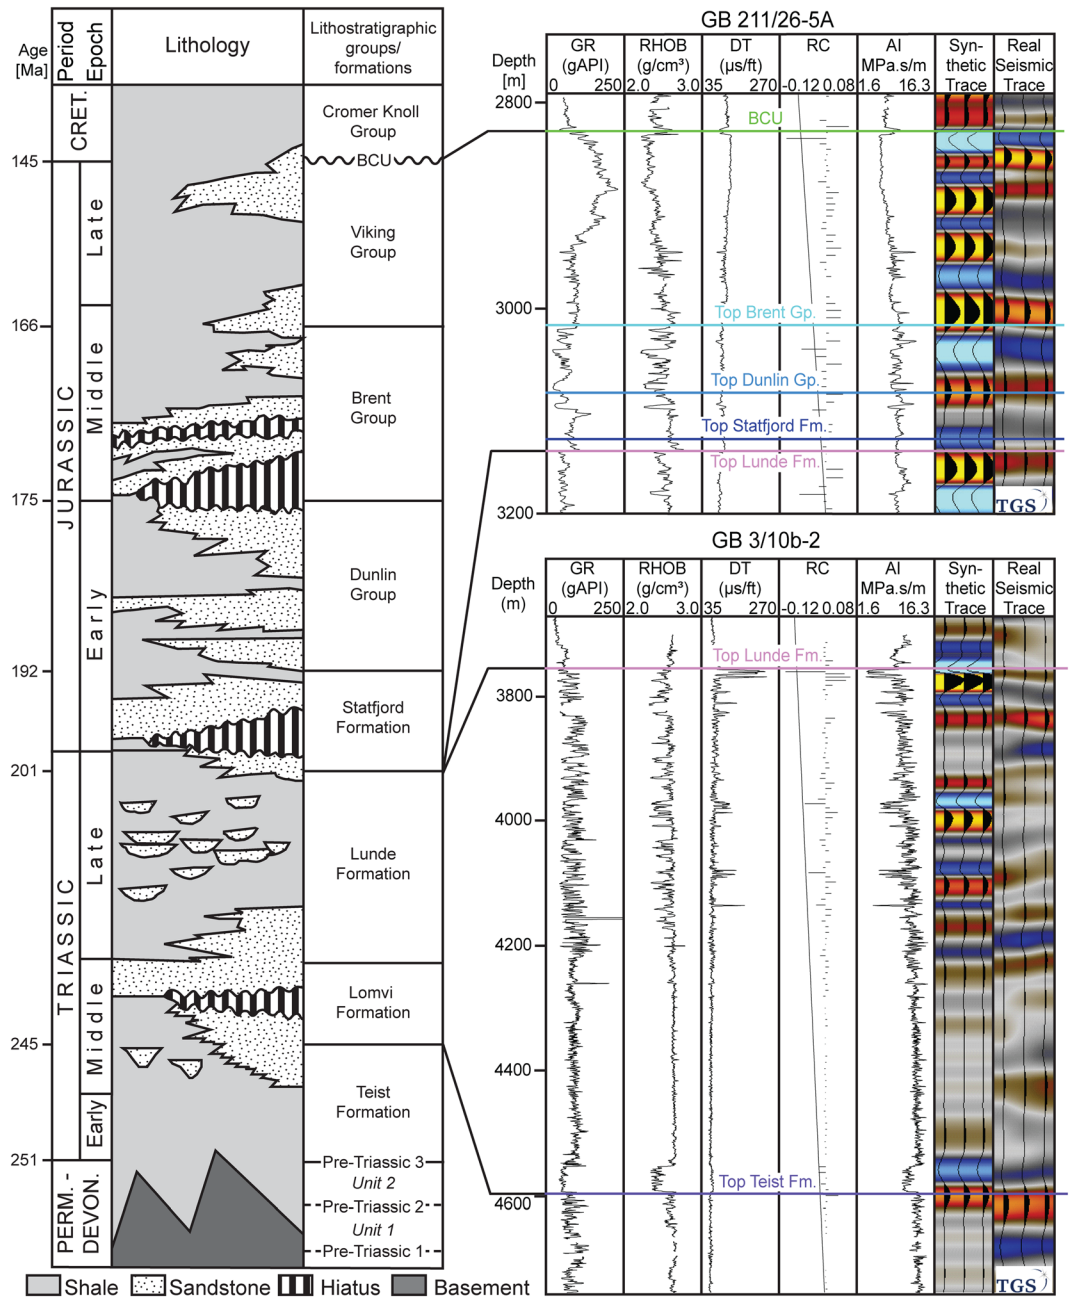 Age
[Ma]
Period
Epoch
Lithology
Lithostratigraphic
groups/
formations
CRET.
JURASSIC
TRIASSIC
PERM. -
DEVON.
Late
Middle
Early
Late
Middle
Early
145
166
175
192
201
245
251
Cromer Knoll
Group
BCU
Viking
Group
Brent
Group
Dunlin
Group
Statfjord
Formation
Lunde
Formation
Lomvi
Formation
Teist
Formation
Pre-Triassic 3
Unit 2
Pre-Triassic 2
Unit 1
Pre-Triassic 1
Shale
Sandstone
Hiatus
Basement
GB 211/26-5A
Depth
[m]
GR
(gAPI)
0 250
RHOB
(g/cm³)
2.0 3.0
DT
(µs/ft)
35 270
RC
-0.12 0.08
AI
MPa.s/m
1.6 16.3
Syn-
thetic
Trace
Real
Seismic
Trace
2800
3000
3200
BCU
Top Brent Gp.
Top Dunlin Gp.
Top Statfjord Fm.
Top Lunde Fm.
TGS
GB 3/10b-2
Depth
(m)
GR
(gAPI)
0 250
RHOB
(g/cm³)
2.0 3.0
DT
(µs/ft)
35 270
RC
-0.12 0.08
AI
MPa.s/m
1.6 16.3
Syn-
thetic
Trace
Real
Seismic
Trace
3800
4000
4200
4400
4600
Top Lunde Fm.
Top Teist Fm.
TGS